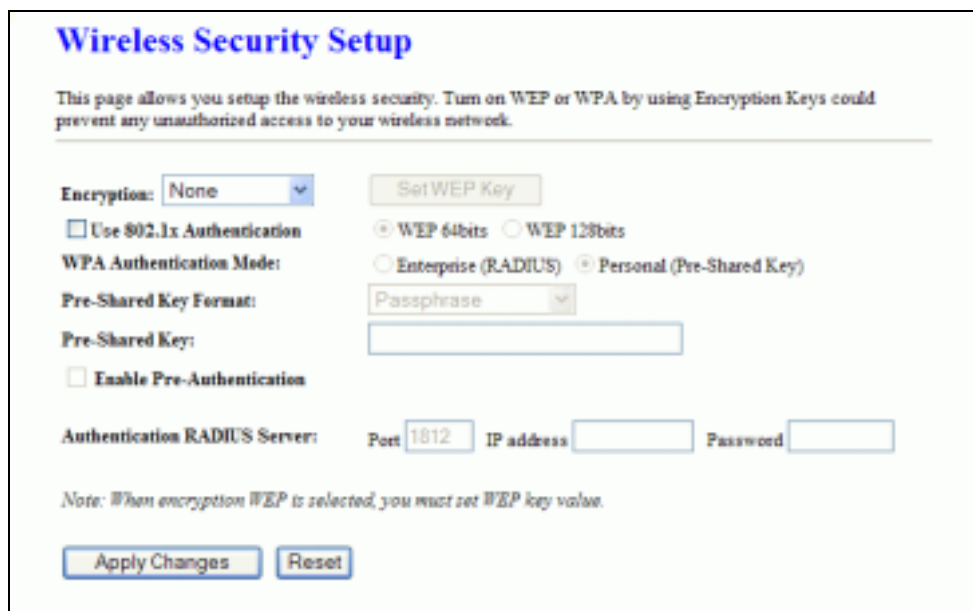 Wireless Security Setup
This page allows you setup the wireless security. Turn on WEP or WPA by using Encryption Keys could
prevent any unauthorized access to your wireless network.
Encryption: None Set WEP Key
Use 802.1x Authentication WEP 64bits WEP 128bits
WPA Authentication Mode: Enterprise (RADIUS) Personal (Pre-Shared Key)
Pre-Shared Key Format: Passphrase
Pre-Shared Key:
Enable Pre-Authentication
Authentication RADIUS Server: Port 1812 IP address Password
Note: When encryption WEP is selected, you must set WEP key value.
Apply Changes Reset